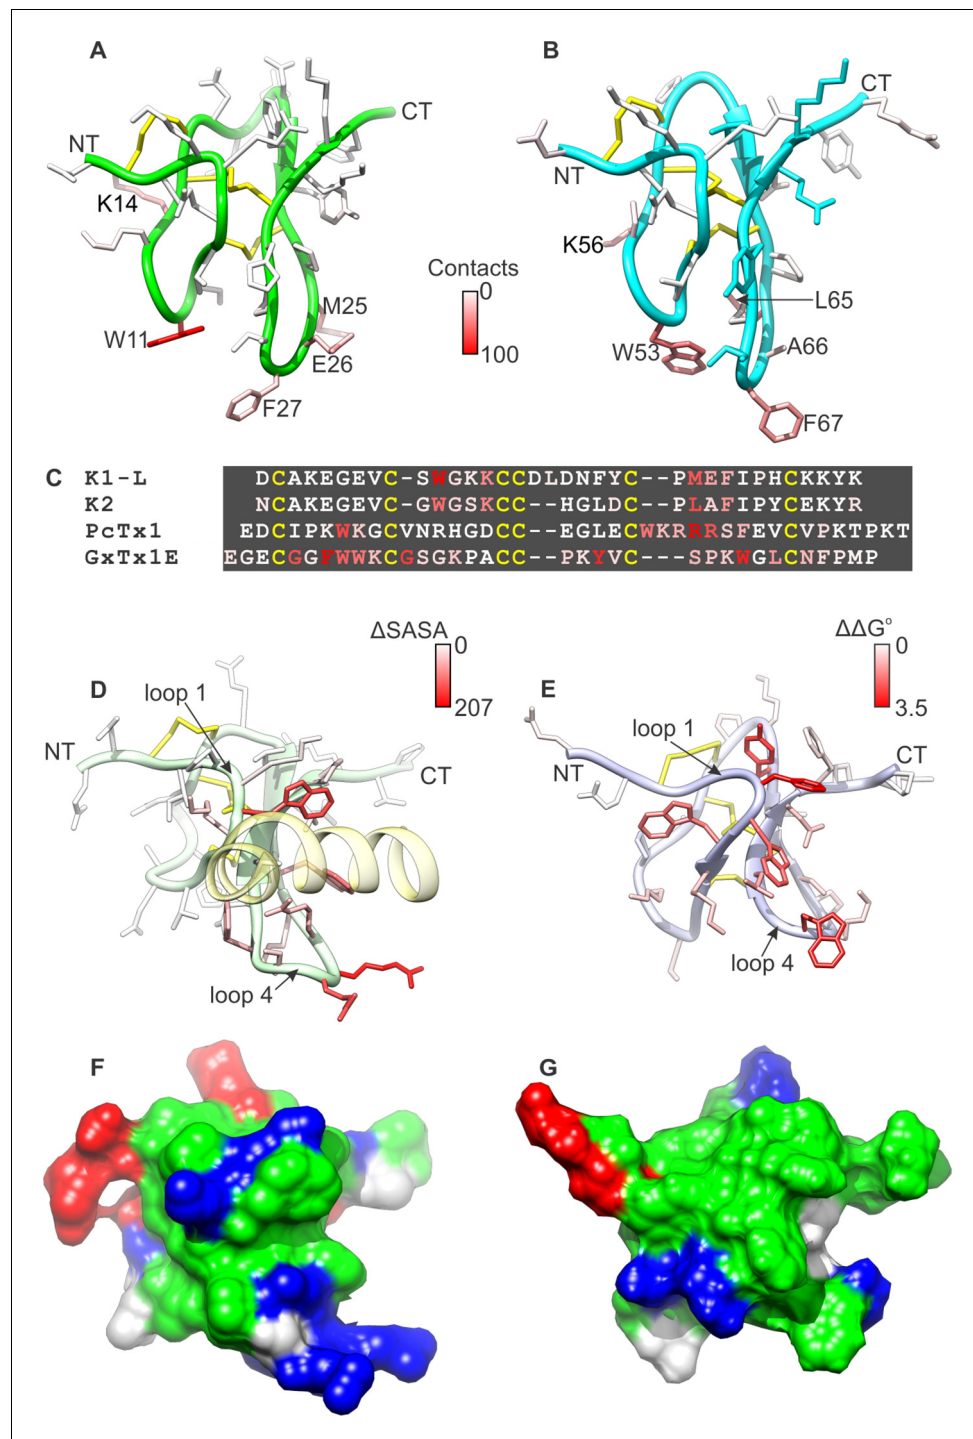 A
B
CT
CT
NT
NT
K14
K56
Contacts
0
100
M25
L65
W11
E26
W53
A66
F27
F67
C
K1-L DCAKEGEVC-SWGKKCCDLDNFYC--PMEFIPHCKKYK
K2 NCAKEGEVC-GWGSKCC--HGLDC--PLAFIPYCEKYR
PcTx1 EDCIPKWKGCVNRHGDCC--EGLECWKRRRSFEVCVPKTPKT
GxTx1E EGECGGFWWKCGSGKPACC--PKYVC--SPKWGLCNFPMP
ΔSASA
0
207
ΔΔG°
0
3.5
D
loop 1
E
loop 1
NT
CT
NT
CT
loop 4
loop 4
F
G